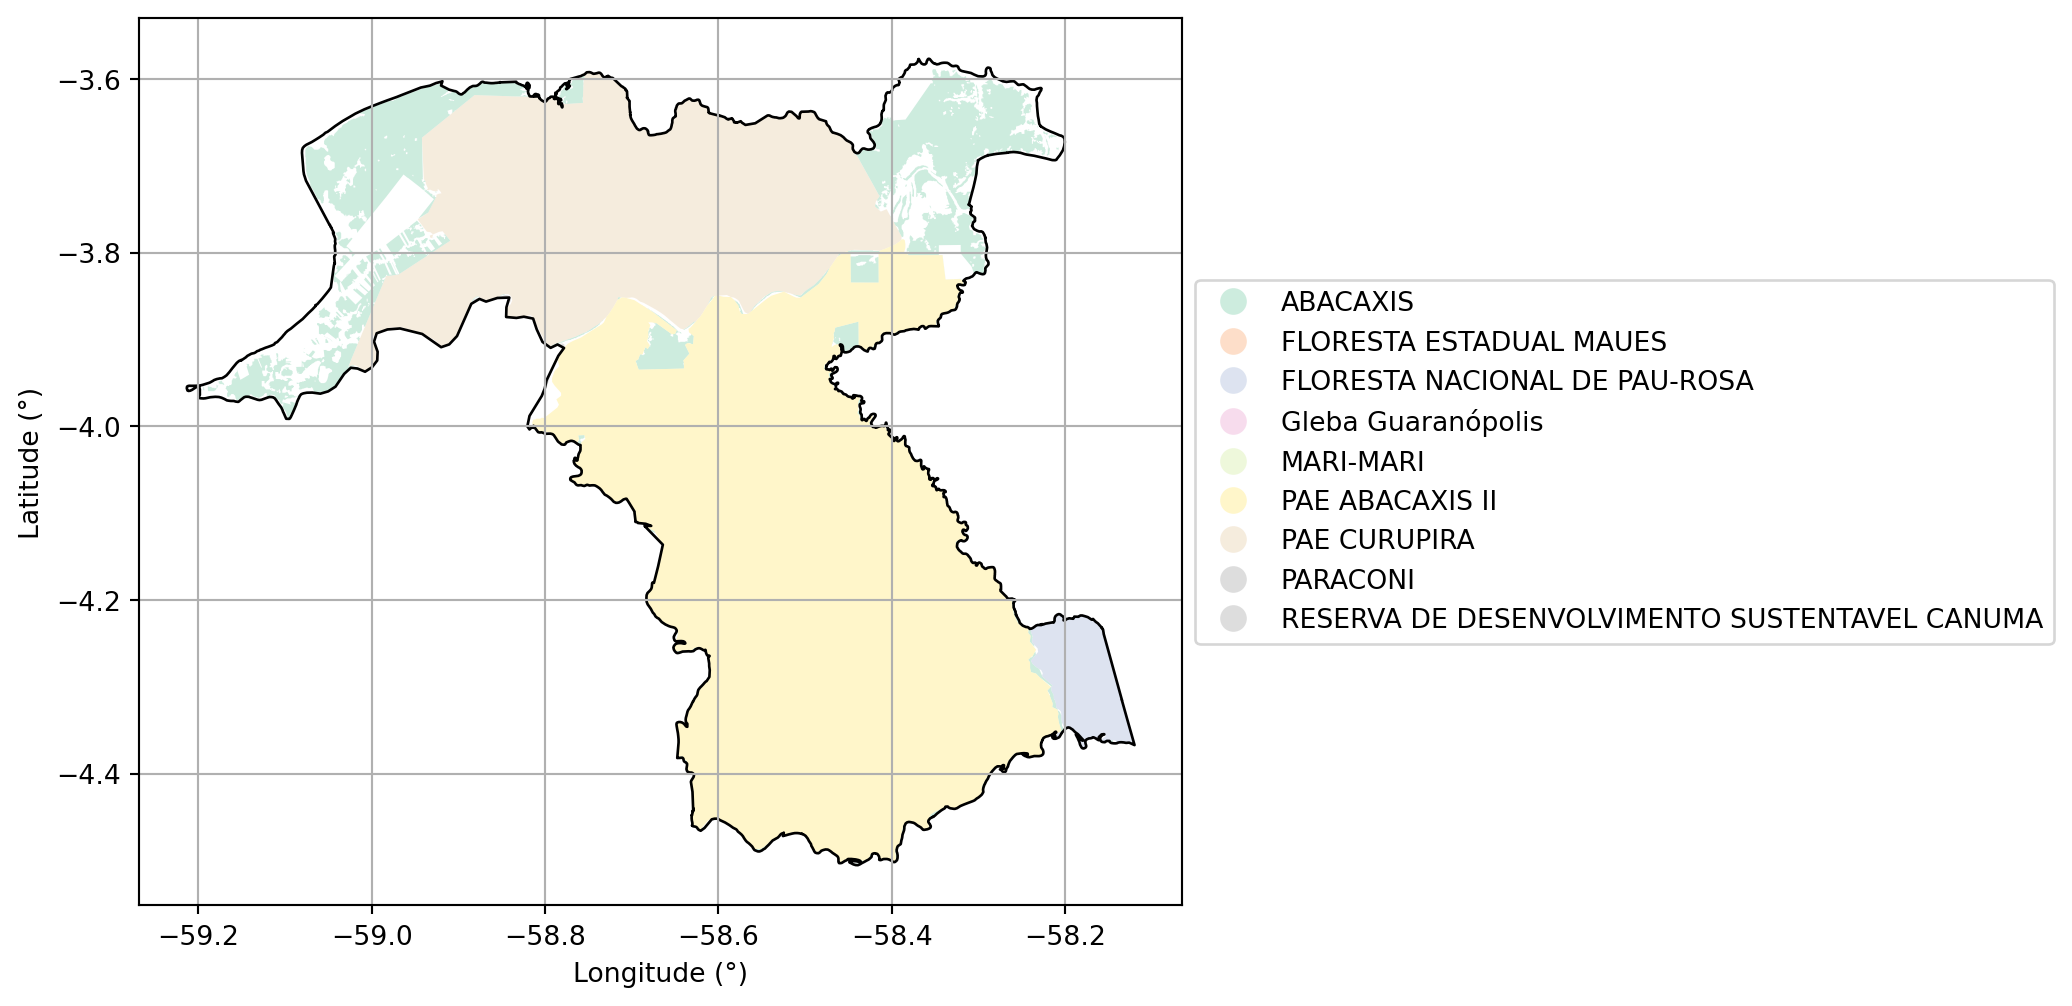 −3.6
−3.8
−4.0
−4.2
−4.4
Latitude (°)
−59.2 −59.0 −58.8 −58.6 −58.4 −58.2
Longitude (°)
ABACAXIS
FLORESTA ESTADUAL MAUES
FLORESTA NACIONAL DE PAU-ROSA
Gleba Guaranópolis
MARI-MARI
PAE ABACAXIS II
PAE CURUPIRA
PARACONI
RESERVA DE DESENVOLVIMENTO SUSTENTAVEL CANUMA